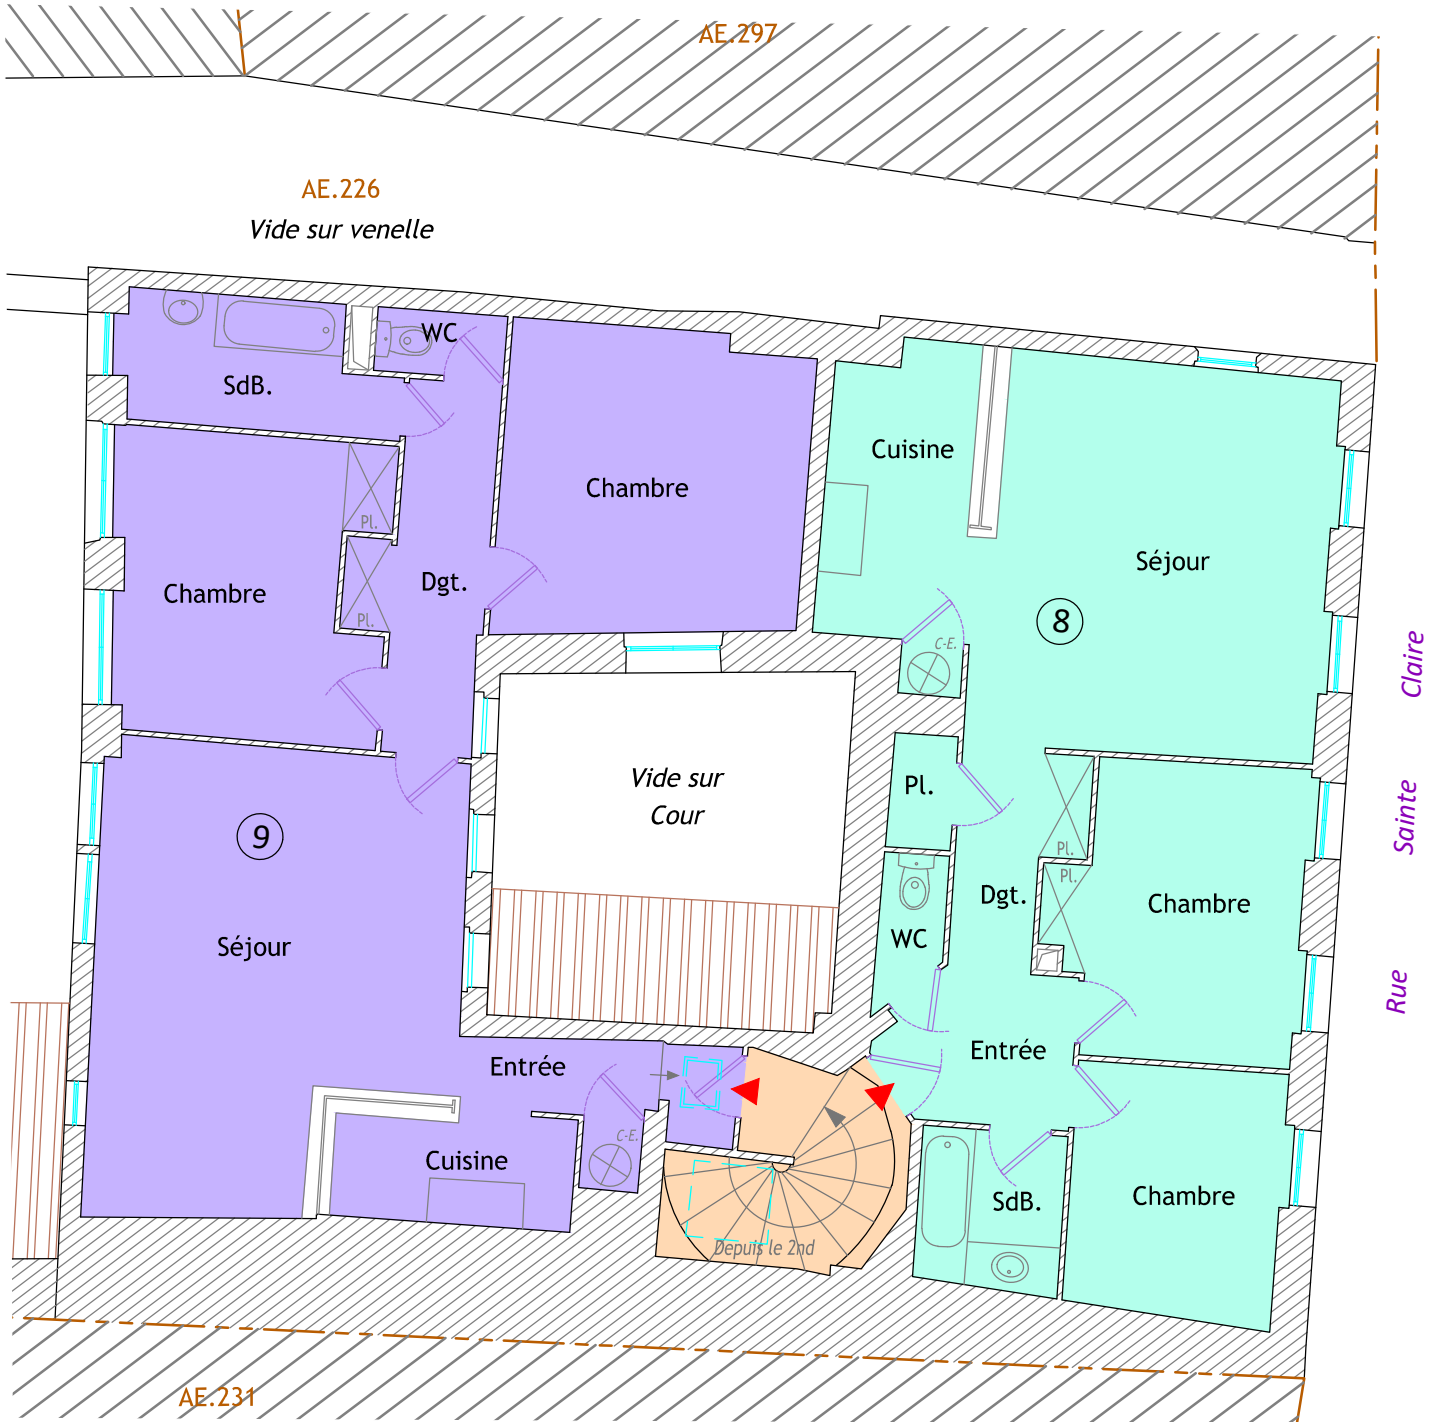 AE.297
AE.226
Vide sur venelle
WC
SdB.
Cuisine
Chambre
Pl.
Séjour
Dgt.
Chambre
Pl.
8
C-E.
Claire
Vide sur
Cour
Pl.
Sainte
9
Pl.
Pl.
Dgt.
Chambre
WC
Séjour
Rue
Entrée
Entrée
C-E.
Cuisine
Chambre
SdB.
Depuis le 2nd
AE.231